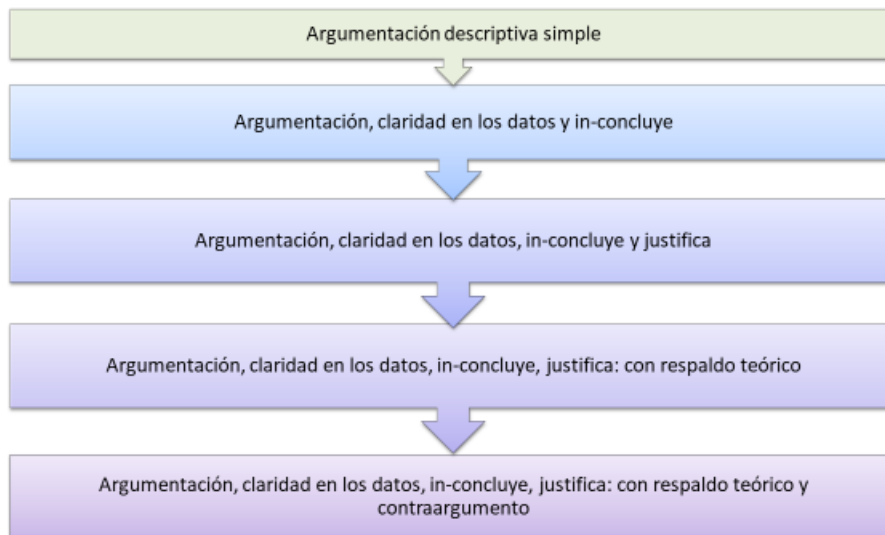 Argumentación descriptiva simple
Argumentación, claridad en los datos y in-concluye
Argumentación, claridad en los datos, in-concluye y justifica
Argumentación, claridad en los datos, in-concluye, justifica: con respaldo teórico
Argumentación, claridad en los datos, in-concluye, justifica: con respaldo teórico y
contraargumento